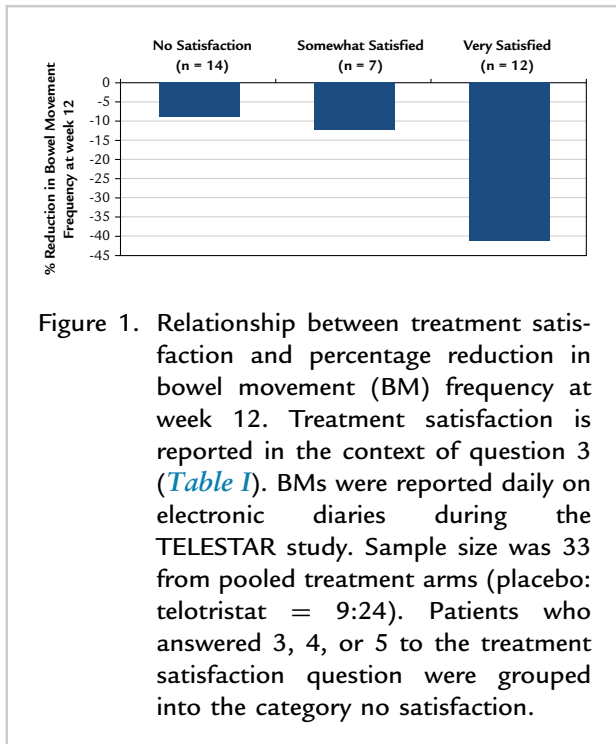 No Satisfaction Somewhat Satisfied Very Satisfied
(n = 14) (n = 7) (n = 12)
% Reduction in Bowel Movement
Frequency at week 12
0
-5
-10
-15
-20
-25
-30
-35
-40
-45
Figure 1. Relationship between treatment satis-
faction and percentage reduction in
bowel movement (BM) frequency at
week 12. Treatment satisfaction is
reported in the context of question 3
(Table I). BMs were reported daily on
electronic diaries during the
TELESTAR study. Sample size was 33
from pooled treatment arms (placebo:
telotristat = 9:24). Patients who
answered 3, 4, or 5 to the treatment
satisfaction question were grouped
into the category no satisfaction.